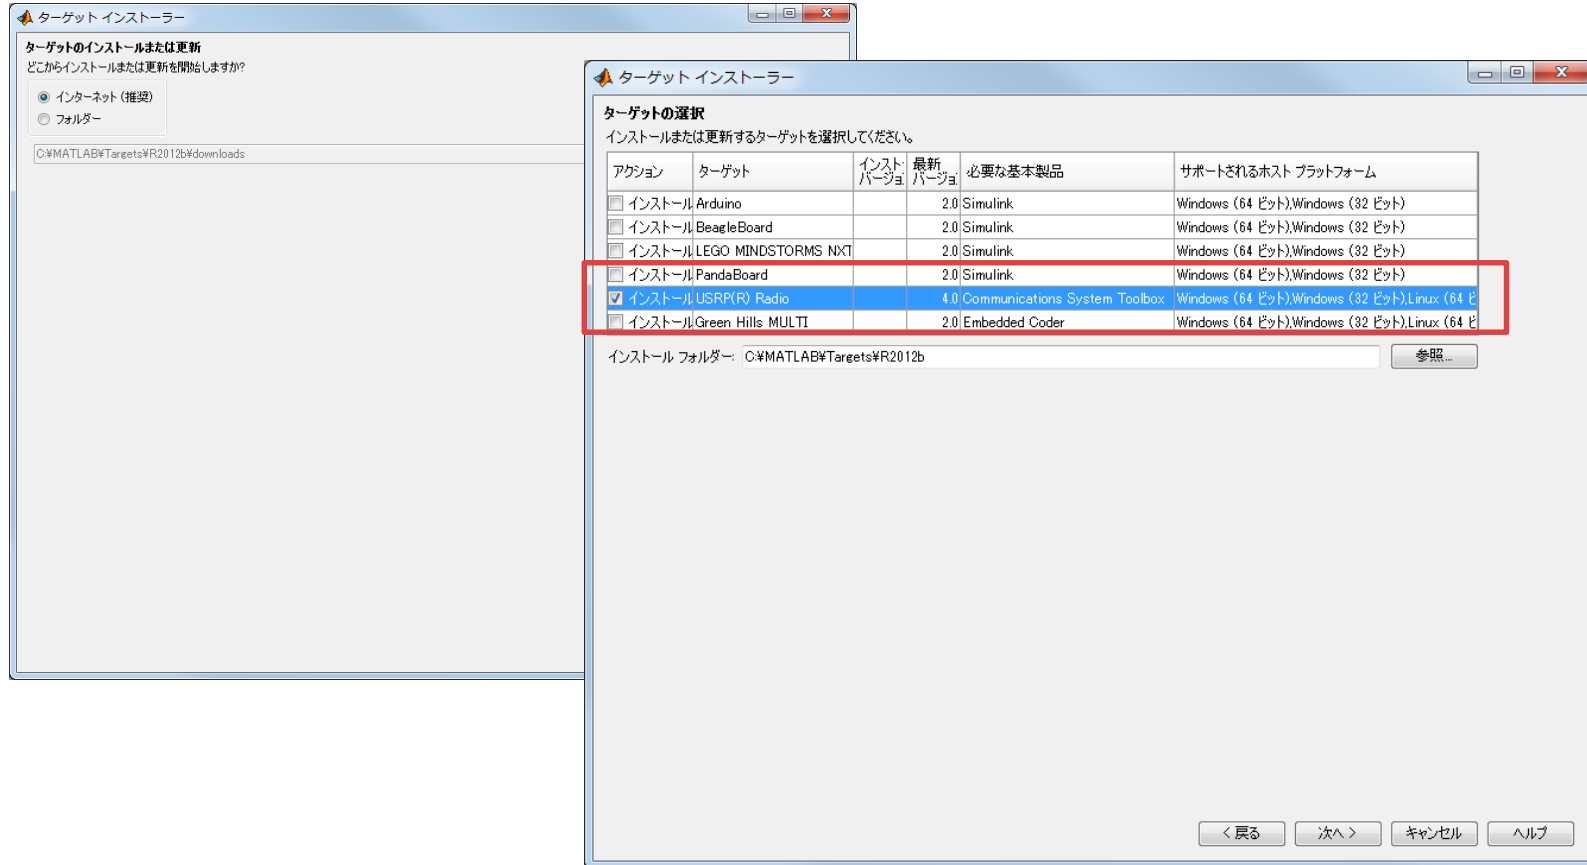 ターゲット インストーラー
ターゲットのインストールまたは更新
どこからインストールまたは更新を開始しますか?
インターネット (推奨)
フォルダー
C:¥MATLAB¥Targets¥R2012b¥downloads
ターゲット インストーラー
ターゲットの選択
インストールまたは更新するターゲットを選択してください。
アクション ターゲット インスト バージョ 最新 バージョ 必要な基本製品 サポートされるホスト プラットフォーム
インストール Arduino 2.0 Simulink Windows (64 ビット),Windows (32 ビット)
インストール BeagleBoard 2.0 Simulink Windows (64 ビット),Windows (32 ビット)
インストール LEGO MINDSTORMS NXT 2.0 Simulink Windows (64 ビット),Windows (32 ビット)
インストール PandaBoard 2.0 Simulink Windows (64 ビット),Windows (32 ビット)
インストール USRP(R) Radio 4.0 Communications System Toolbox Windows (64 ビット),Windows (32 ビット),Linux (64 ビ
インストール Green Hills MULTI 2.0 Embedded Coder Windows (64 ビット),Windows (32 ビット),Linux (64 ビ
インストール フォルダー: C:¥MATLAB¥Targets¥R2012b 参照...
< 戻る 次へ > キャンセル ヘルプ